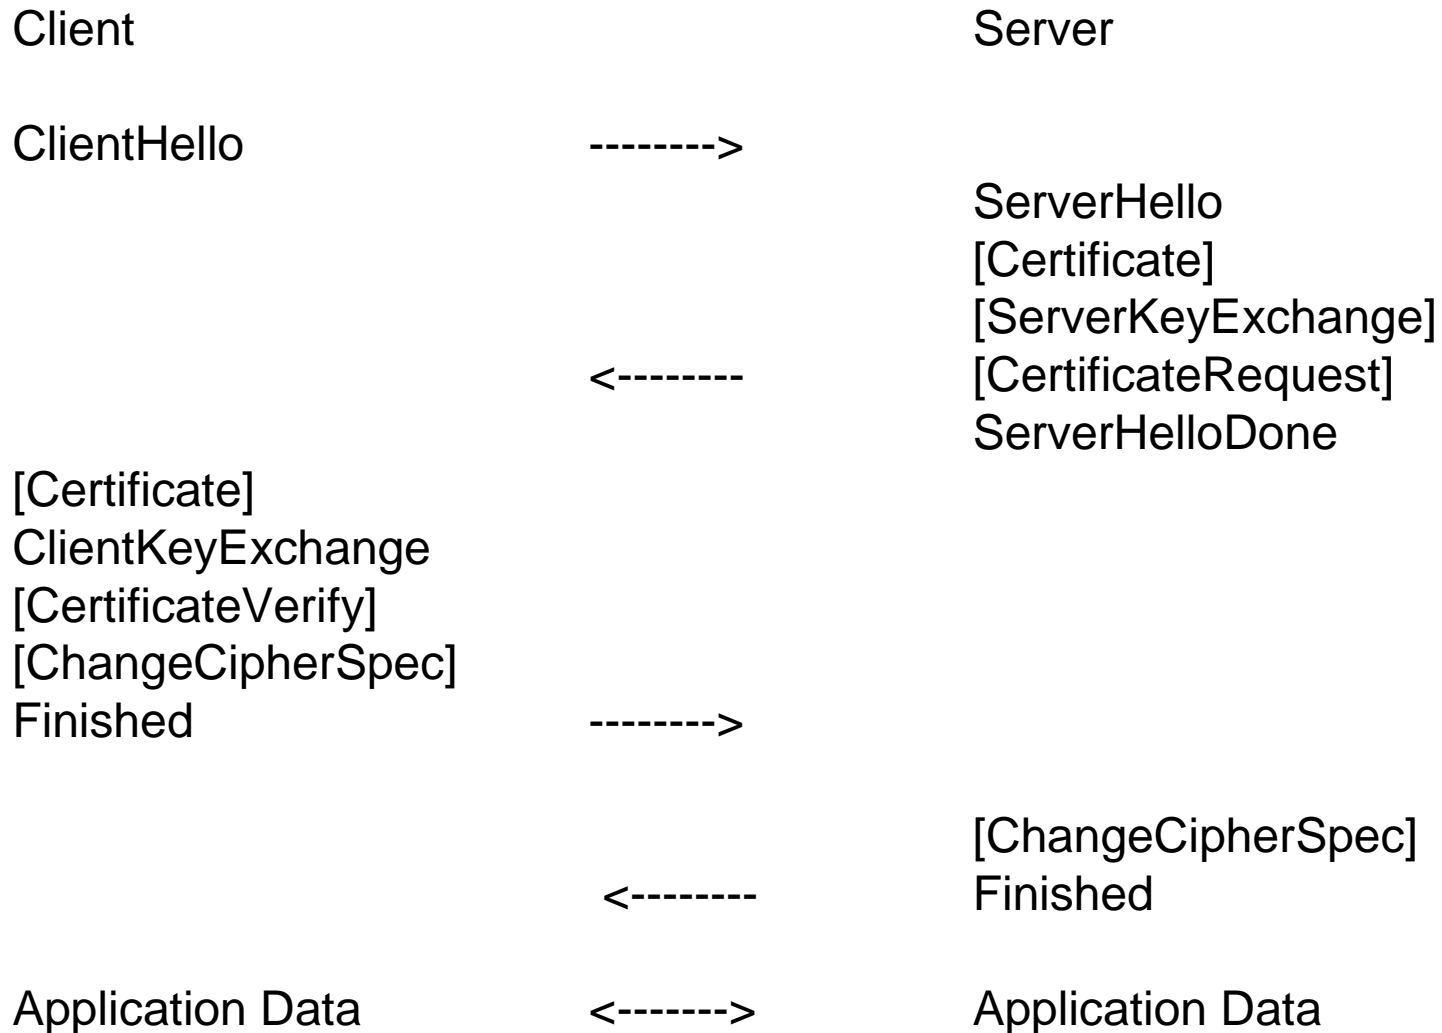 Client Server
ClientHello -------->
ServerHello
[Certificate]
[ServerKeyExchange]
<-------- [CertificateRequest]
ServerHelloDone
[Certificate]
ClientKeyExchange
[CertificateVerify]
[ChangeCipherSpec]
Finished -------->
[ChangeCipherSpec]
<-------- Finished
Application Data <-------> Application Data